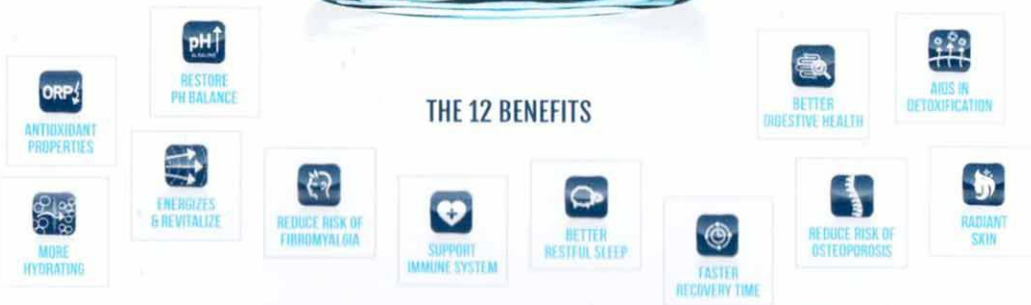 THE 12 BENEFITS
ORP
ANTIOXIDANT
PROPERTIES
pH
ALKALINE
RESTORE
PH BALANCE
MORE
HYDRATING
ENERGIZES
& REVITALIZE
REDUCE RISK OF
FIBROMYALGIA
SUPPORT
IMMUNE SYSTEM
BETTER
RESTFUL SLEEP
FASTER
RECOVERY TIME
BETTER
DIGESTIVE HEALTH
REDUCE RISK OF
OSTEOPOROSIS
AIDS IN
DETOXIFICATION
RADIANT
SKIN